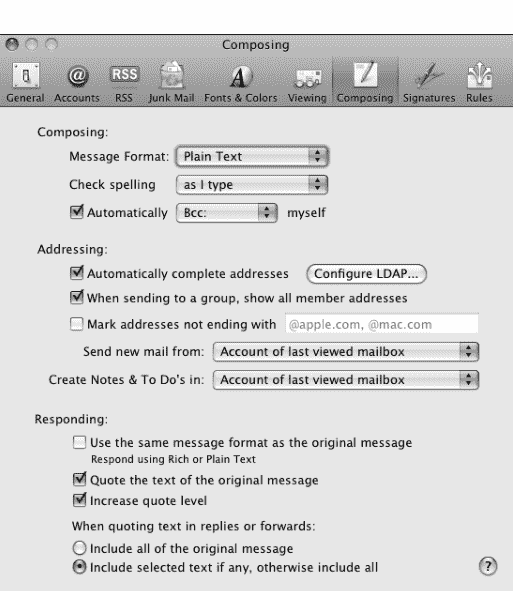 Composing
@ RSS A
General Accounts RSS Junk Mail Fonts & Colors Viewing Composing Signatures Rules
Composing:
Message Format: Plain Text
Check spelling as I type
Automatically Bcc: myself
Addressing:
Automatically complete addresses Configure LDAP...
When sending to a group, show all member addresses
Mark addresses not ending with @apple.com, @mac.com
Send new mail from: Account of last viewed mailbox
Create Notes & To Do's in: Account of last viewed mailbox
Responding:
Use the same message format as the original message
Respond using Rich or Plain Text
Quote the text of the original message
Increase quote level
When quoting text in replies or forwards:
Include all of the original message
Include selected text if any, otherwise include all
?